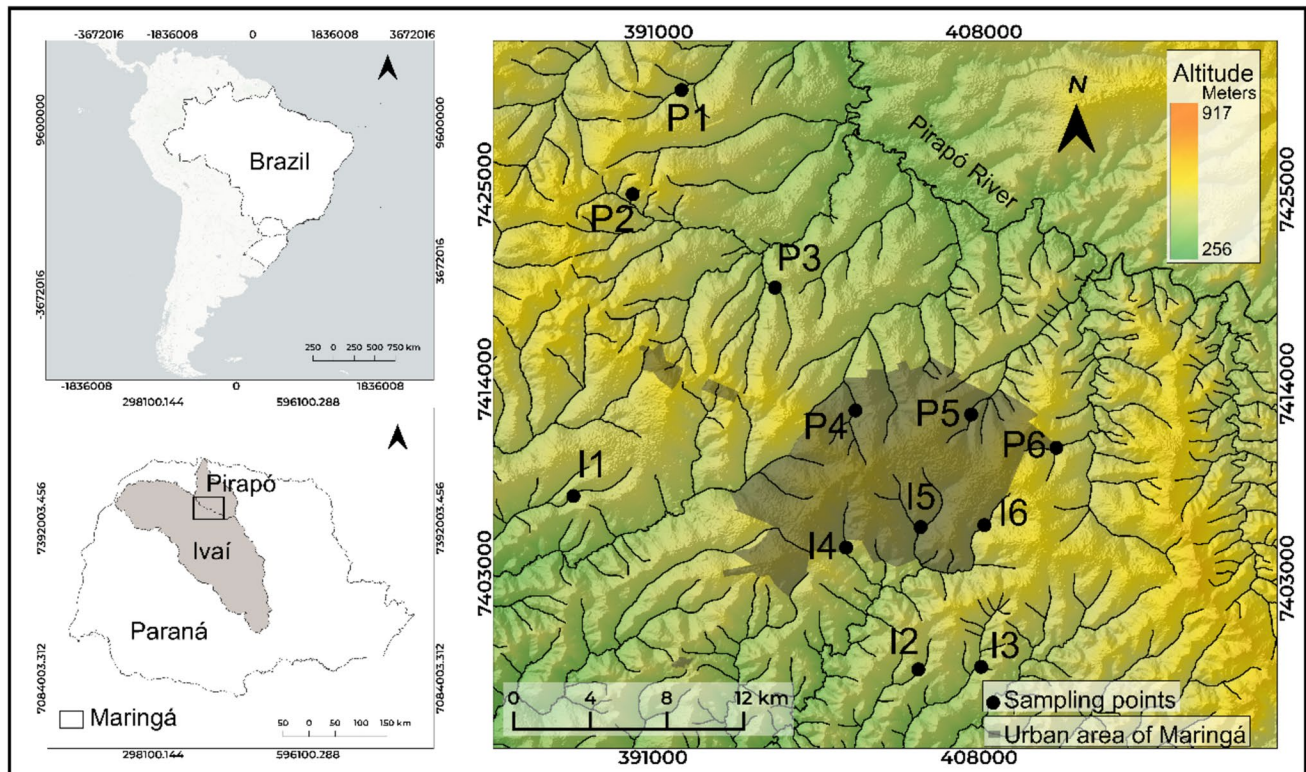 -3672016 -1836008 0 1836008 3672016
9600000
9600000
Brazil
-3672016
3672016
250 0 250 500 750 km
-1836008 0 1836008
298100.144 596100.288
Pirapó
7392003.456
7392003.456
Ivaí
Paraná
7084003.312
7084003.312
Maringá
50 0 50 100 150 km
298100.144 596100.288
391000 408000
Altitude
Meters
917
256
N
P1
Pirapó River
7425000
7425000
P2
P3
7414000
7414000
P4
P5
P6
I1
I5
I6
I4
7403000
7403000
I2
I3
0 4 8 12 km
Sampling points
Urban area of Maringá
391000 408000